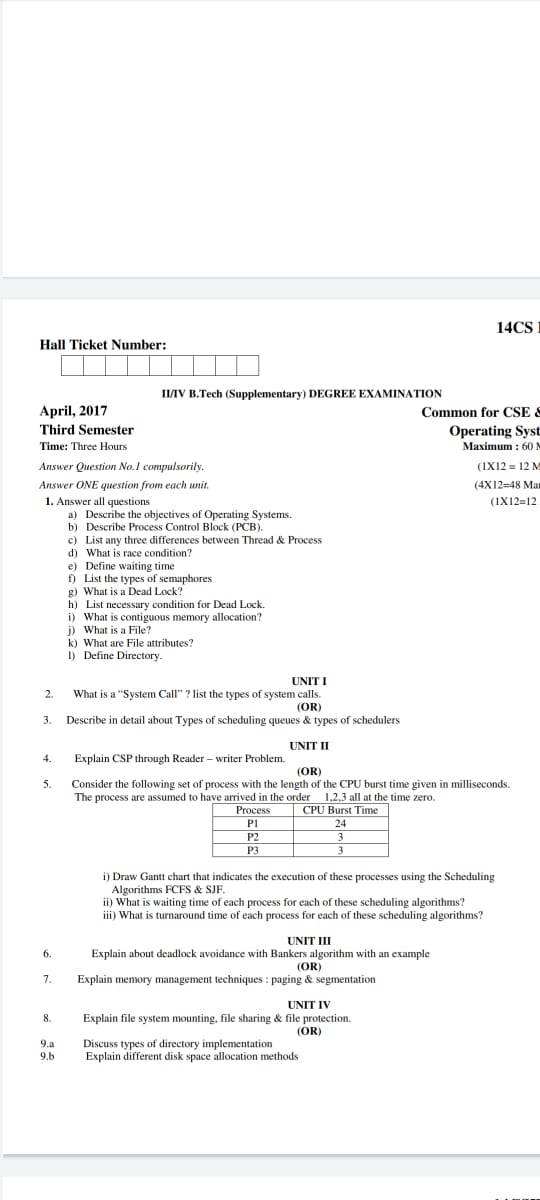 14CS
Hall Ticket Number:
II/IV B.Tech (Supplementary) DEGREE EXAMINATION
April, 2017 Common for CSE &
Third Semester Operating Syst
Time: Three Hours Maximum : 60
Answer Question No.1 compulsorily. (1X12 = 12 M
Answer ONE question from each unit. (4X12=48 Mar
1. Answer all questions (1X12=12
a) Describe the objectives of Operating Systems.
b) Describe Process Control Block (PCB).
c) List any three differences between Thread & Process
d) What is race condition?
e) Define waiting time
f) List the types of semaphores
g) What is a Dead Lock?
h) List necessary condition for Dead Lock.
i) What is contiguous memory allocation?
j) What is a File?
k) What are File attributes?
l) Define Directory.
UNIT I
2. What is a "System Call" ? list the types of system calls.
(OR)
3. Describe in detail about Types of scheduling queues & types of schedulers
UNIT II
4. Explain CSP through Reader – writer Problem.
(OR)
5. Consider the following set of process with the length of the CPU burst time given in milliseconds.
The process are assumed to have arrived in the order 1,2,3 all at the time zero.
Process CPU Burst Time
P1 24
P2 3
P3 3
i) Draw Gantt chart that indicates the execution of these processes using the Scheduling
Algorithms FCFS & SJF.
ii) What is waiting time of each process for each of these scheduling algorithms?
iii) What is turnaround time of each process for each of these scheduling algorithms?
UNIT III
6. Explain about deadlock avoidance with Bankers algorithm with an example
(OR)
7. Explain memory management techniques : paging & segmentation
UNIT IV
8. Explain file system mounting, file sharing & file protection.
(OR)
9.a Discuss types of directory implementation
9.b Explain different disk space allocation methods